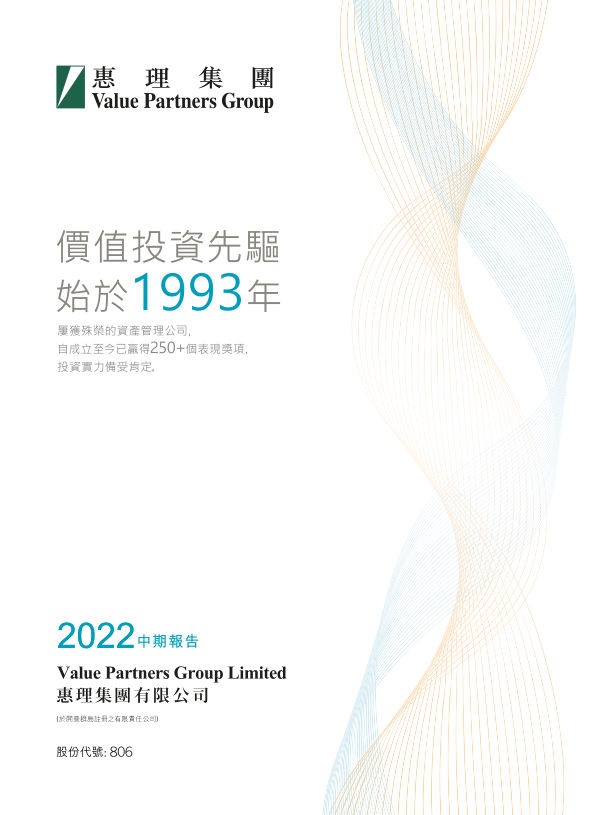 惠理集團
Value Partners Group
價值投資先驅
始於1993年
屢獲殊榮的資產管理公司,
自成立至今已贏得250+個表現獎項,
投資實力備受肯定。
2022中期報告
Value Partners Group Limited
惠理集團有限公司
(於開曼群島註冊之有限責任公司)
股份代號: 806